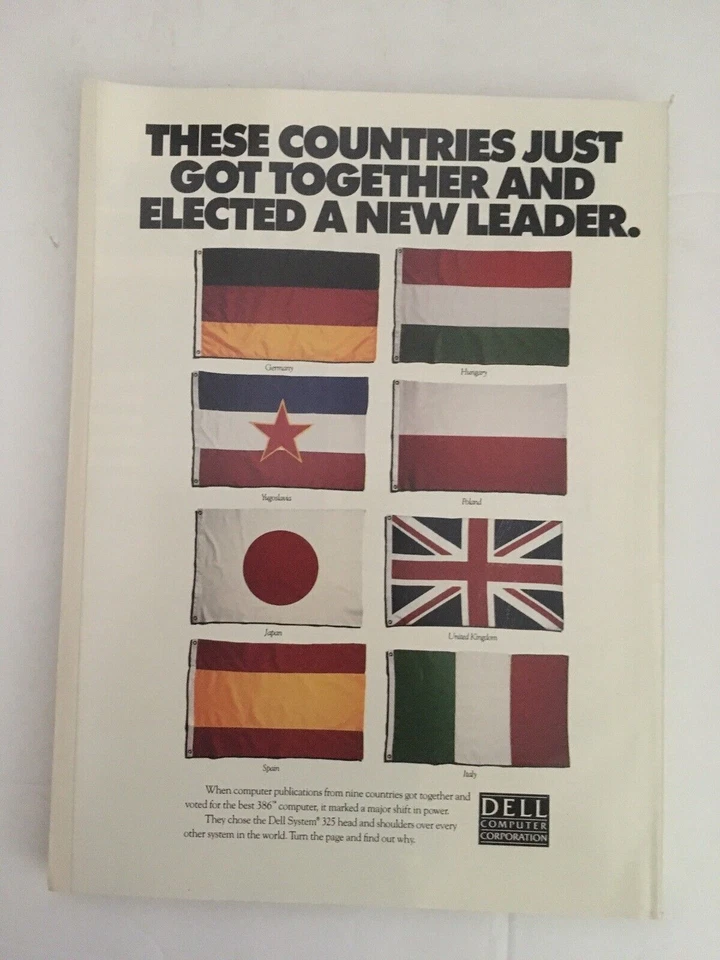 THESE COUNTRIES JUST
GOT TOGETHER AND
ELECTED A NEW LEADER.
Germany
Hungary
Yugoslavia
Poland
Japan
United Kingdom
Spain
Italy
When computer publications from nine countries got together and
voted for the best 386™ computer, it marked a major shift in power.
They chose the Dell System® 325 head and shoulders over every
other system in the world. Turn the page and find out why.
DELL
COMPUTER
CORPORATION